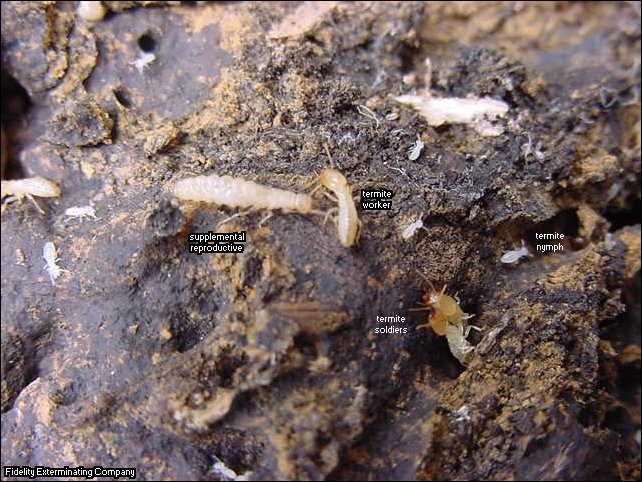 termite
worker
supplemental
reproductive
termite
nymph
termite
soldiers
Fidelity Exterminating Company